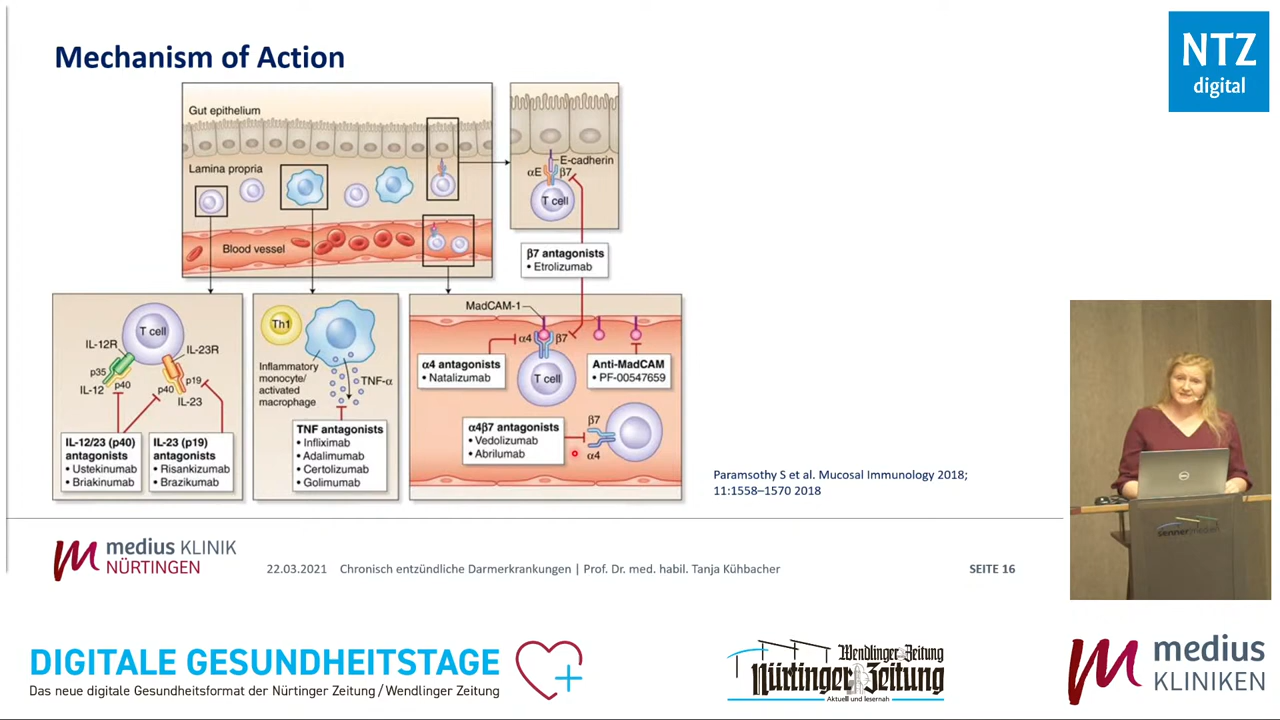 Mechanism of Action
NTZ
digital
Gut epithelium
Lamina propria
Blood vessel
E-cadherin
αE
β7
T cell
β7 antagonists
• Etrolizumab
T cell
IL-12R
IL-23R
p35
p19
IL-12
p40
p40
IL-23
IL-12/23 (p40)
antagonists
• Ustekinumab
• Briakinumab
IL-23 (p19)
antagonists
• Risankizumab
• Brazikumab
Th1
Inflammatory
monocyte/
activated
macrophage
TNF-α
TNF antagonists
• Infliximab
• Adalimumab
• Certolizumab
• Golimumab
MadCAM-1
α4
β7
α4 antagonists
• Natalizumab
T cell
Anti-MadCAM
• PF-00547659
α4β7 antagonists
• Vedolizumab
• Abrilumab
β7
α4
Paramsothy S et al. Mucosal Immunology 2018;
11:1558–1570 2018
medius KLINIK
NÜRTINGEN
22.03.2021 Chronisch entzündliche Darmerkrankungen | Prof. Dr. med. habil. Tanja Kühbacher
SEITE 16
DELL
DIGITALE GESUNDHEITSTAGE
Das neue digitale Gesundheitsformat der Nürtinger Zeitung / Wendlinger Zeitung
Wendlinger Zeitung
Nürtinger Zeitung
Aktuell und lesernah
medius
KLINIKEN